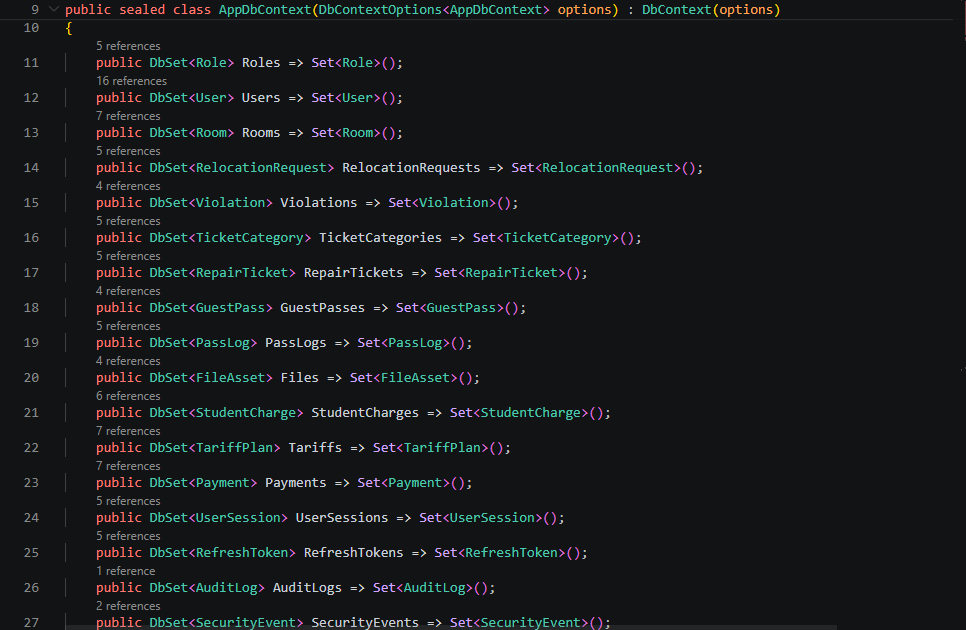 9 public sealed class AppDbContext(DbContextOptions<AppDbContext> options) : DbContext(options)
10 {
5 references
11 public DbSet<Role> Roles => Set<Role>();
16 references
12 public DbSet<User> Users => Set<User>();
7 references
13 public DbSet<Room> Rooms => Set<Room>();
5 references
14 public DbSet<RelocationRequest> RelocationRequests => Set<RelocationRequest>();
4 references
15 public DbSet<Violation> Violations => Set<Violation>();
5 references
16 public DbSet<TicketCategory> TicketCategories => Set<TicketCategory>();
5 references
17 public DbSet<RepairTicket> RepairTickets => Set<RepairTicket>();
4 references
18 public DbSet<GuestPass> GuestPasses => Set<GuestPass>();
5 references
19 public DbSet<PassLog> PassLogs => Set<PassLog>();
4 references
20 public DbSet<FileAsset> Files => Set<FileAsset>();
6 references
21 public DbSet<StudentCharge> StudentCharges => Set<StudentCharge>();
7 references
22 public DbSet<TariffPlan> Tariffs => Set<TariffPlan>();
7 references
23 public DbSet<Payment> Payments => Set<Payment>();
5 references
24 public DbSet<UserSession> UserSessions => Set<UserSession>();
5 references
25 public DbSet<RefreshToken> RefreshTokens => Set<RefreshToken>();
1 reference
26 public DbSet<AuditLog> AuditLogs => Set<AuditLog>();
2 references
27 public DbSet<SecurityEvent> SecurityEvents => Set<SecurityEvent>();